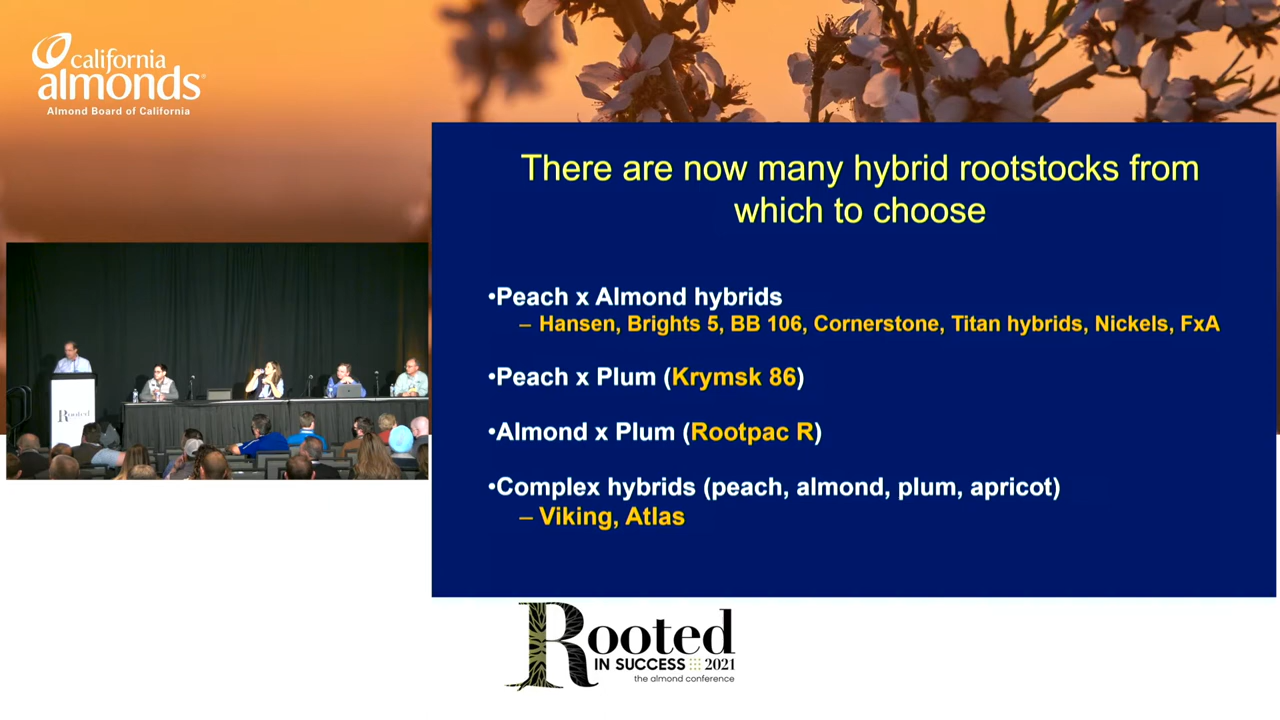 california
almonds®
Almond Board of California
There are now many hybrid rootstocks from
which to choose
•Peach x Almond hybrids
– Hansen, Brights 5, BB 106, Cornerstone, Titan hybrids, Nickels, FxA
•Peach x Plum (Krymsk 86)
•Almond x Plum (Rootpac R)
•Complex hybrids (peach, almond, plum, apricot)
– Viking, Atlas
Rooted
Rooted
IN SUCCESS 2021
the almond conference